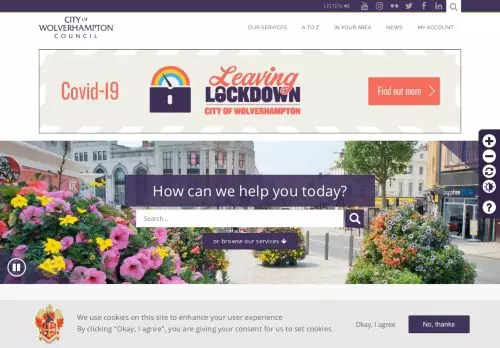 LISTEN
CITY OF
WOLVERHAMPTON
COUNCIL
OUR SERVICES
A TO Z
IN YOUR AREA
NEWS
MY ACCOUNT
Covid-19
Leaving
LOCKDOWN
CITY OF WOLVERHAMPTON
Find out more
How can we help you today?
Search...
or browse our services
We use cookies on this site to enhance your user experience
By clicking "Okay, I agree", you are giving your consent for us to set cookies.
Okay, I agree
No, thanks